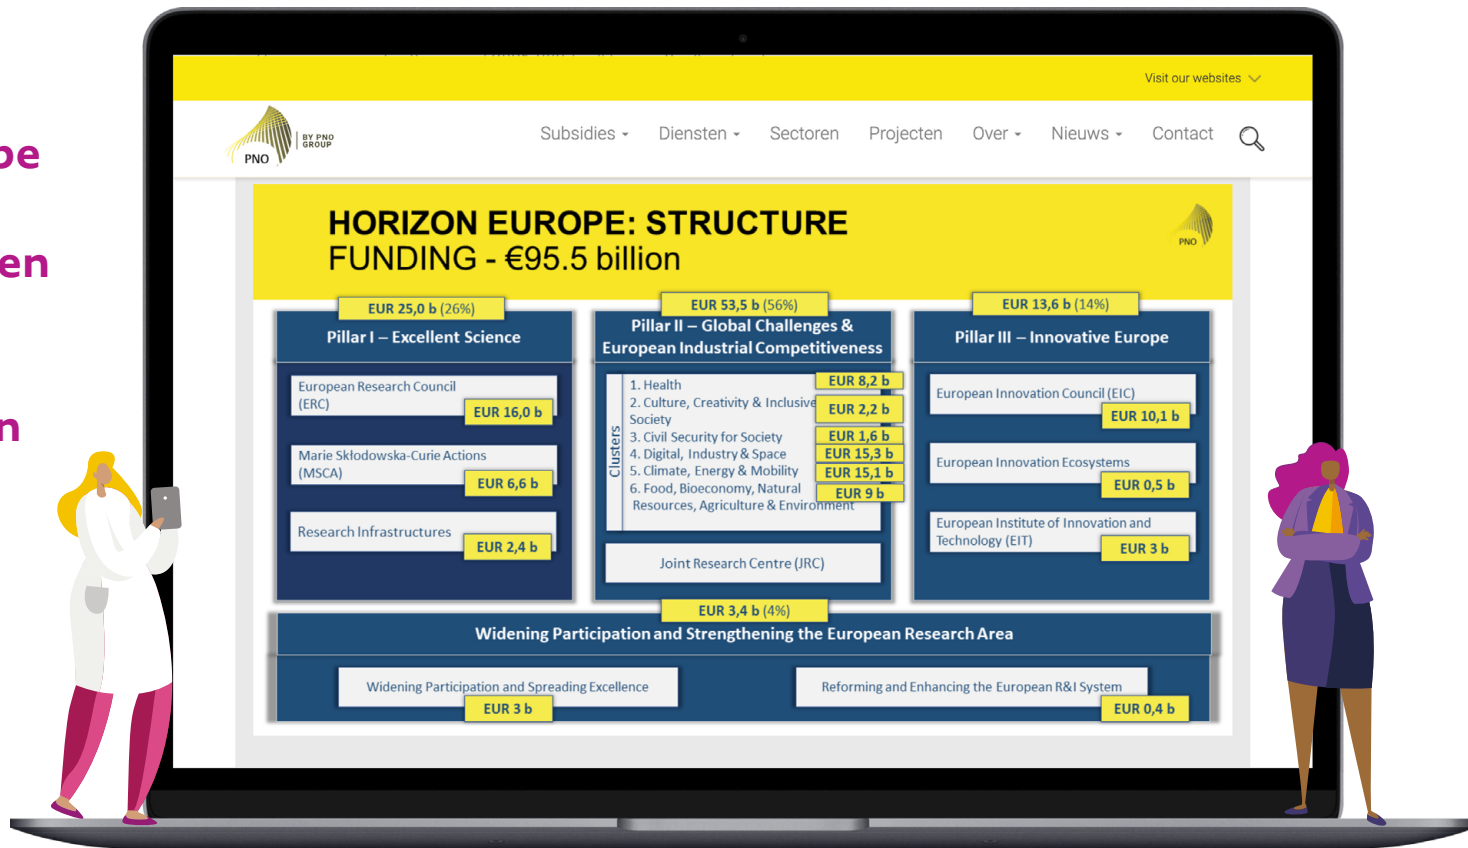 be
en
n
Visit our websites
PNO
BY PNO
GROUP
Subsidies
Diensten
Sectoren
Projecten
Over
Nieuws
Contact
HORIZON EUROPE: STRUCTURE
FUNDING - €95.5 billion
PNO
EUR 25,0 b (26%)
Pillar I – Excellent Science
European Research Council
(ERC)
EUR 16,0 b
Marie Skłodowska-Curie Actions
(MSCA)
EUR 6,6 b
Research Infrastructures
EUR 2,4 b
EUR 53,5 b (56%)
Pillar II – Global Challenges &
European Industrial Competitiveness
Clusters
1. Health
EUR 8,2 b
2. Culture, Creativity & Inclusive
Society
EUR 2,2 b
3. Civil Security for Society
EUR 1,6 b
4. Digital, Industry & Space
EUR 15,3 b
5. Climate, Energy & Mobility
EUR 15,1 b
6. Food, Bioeconomy, Natural
Resources, Agriculture & Environment
EUR 9 b
Joint Research Centre (JRC)
EUR 13,6 b (14%)
Pillar III – Innovative Europe
European Innovation Council (EIC)
EUR 10,1 b
European Innovation Ecosystems
EUR 0,5 b
European Institute of Innovation and
Technology (EIT)
EUR 3 b
EUR 3,4 b (4%)
Widening Participation and Strengthening the European Research Area
Widening Participation and Spreading Excellence
EUR 3 b
Reforming and Enhancing the European R&I System
EUR 0,4 b